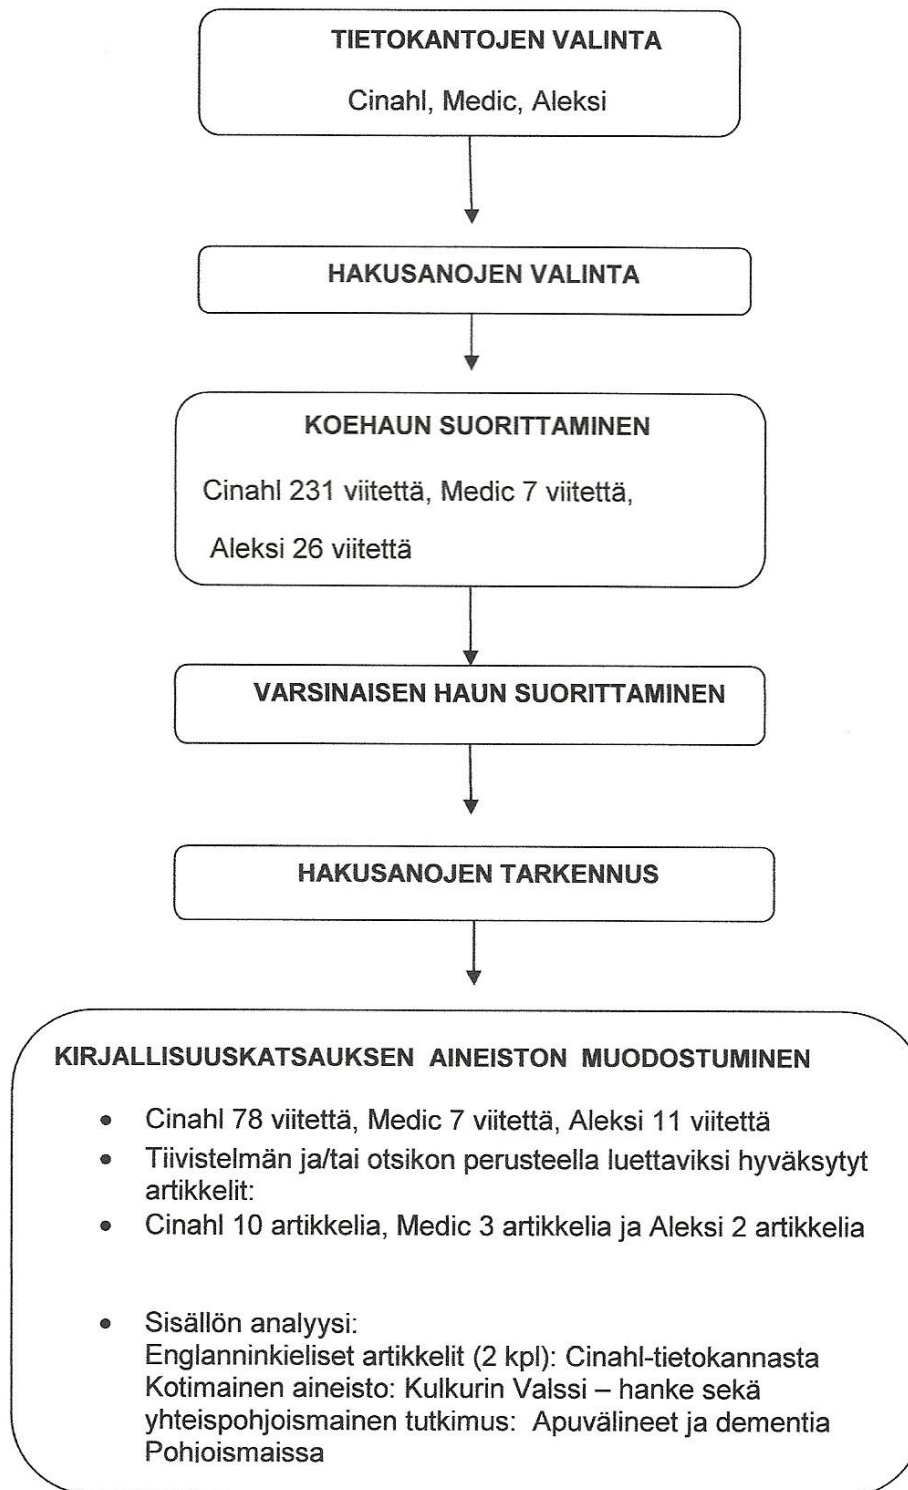 TIETOKANTOJEN VALINTA
Cinahl, Medic, Aleksi
HAKUSANOJEN VALINTA
KOEHAUN SUORITTAMINEN
Cinahl 231 viitettä, Medic 7 viitettä,
Aleksi 26 viitettä
VARSINAISEN HAUN SUORITTAMINEN
HAKUSANOJEN TARKENNUS
KIRJALLISUUSKATSAUKSEN AINEISTON MUODOSTUMINEN
• Cinahl 78 viitettä, Medic 7 viitettä, Aleksi 11 viitettä
• Tiivistelmän ja/tai otsikon perusteella luettaviksi hyväksytyt
artikkelit:
• Cinahl 10 artikkelia, Medic 3 artikkelia ja Aleksi 2 artikkelia
• Sisällön analyysi:
Englanninkieliset artikkelit (2 kpl): Cinahl-tietokannasta
Kotimainen aineisto: Kulkurin Valssi – hanke sekä
yhteispohjoismainen tutkimus: Apuvälineet ja dementia
Pohjoismaissa